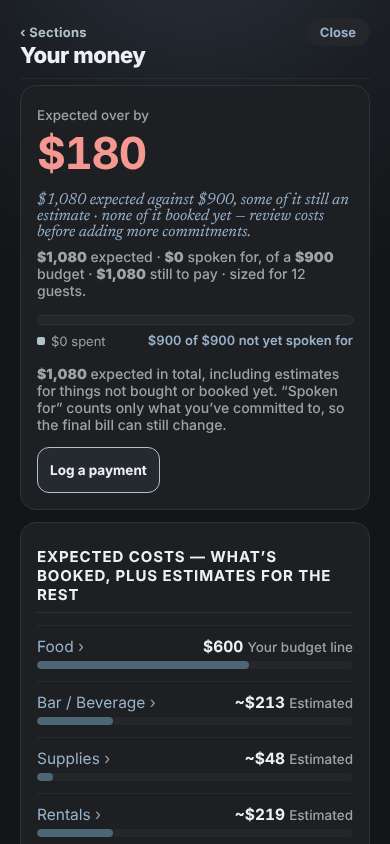 ‹ Sections
Close
Your money
Expected over by
$180
$1,080 expected against $900, some of it still an
estimate · none of it booked yet — review costs
before adding more commitments.
$1,080 expected · $0 spoken for, of a $900
budget · $1,080 still to pay · sized for 12
guests.
$0 spent
$900 of $900 not yet spoken for
$1,080 expected in total, including estimates
for things not bought or booked yet. “Spoken
for” counts only what you’ve committed to, so
the final bill can still change.
Log a payment
EXPECTED COSTS — WHAT’S
BOOKED, PLUS ESTIMATES FOR THE
REST
Food › $600 Your budget line
Bar / Beverage › ~$213 Estimated
Supplies › ~$48 Estimated
Rentals › ~$219 Estimated